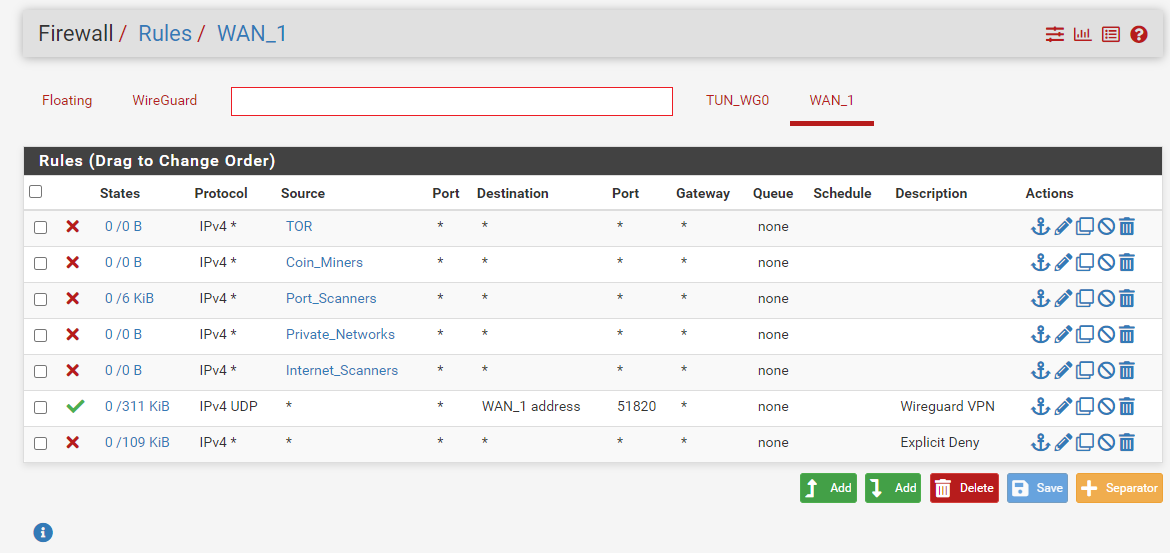 Firewall / Rules / WAN_1
Floating WireGuard TUN_WG0 WAN_1
Rules (Drag to Change Order)
States Protocol Source Port Destination Port Gateway Queue Schedule Description Actions
0 /0 B IPv4 * TOR * * * * none
0 /0 B IPv4 * Coin_Miners * * * * none
0 /6 KiB IPv4 * Port_Scanners * * * * none
0 /0 B IPv4 * Private_Networks * * * * none
0 /0 B IPv4 * Internet_Scanners * * * * none
0 /311 KiB IPv4 UDP * * WAN_1 address 51820 * none Wireguard VPN
0 /109 KiB IPv4 * * * * * * none Explicit Deny
Add Add Delete Save Separator